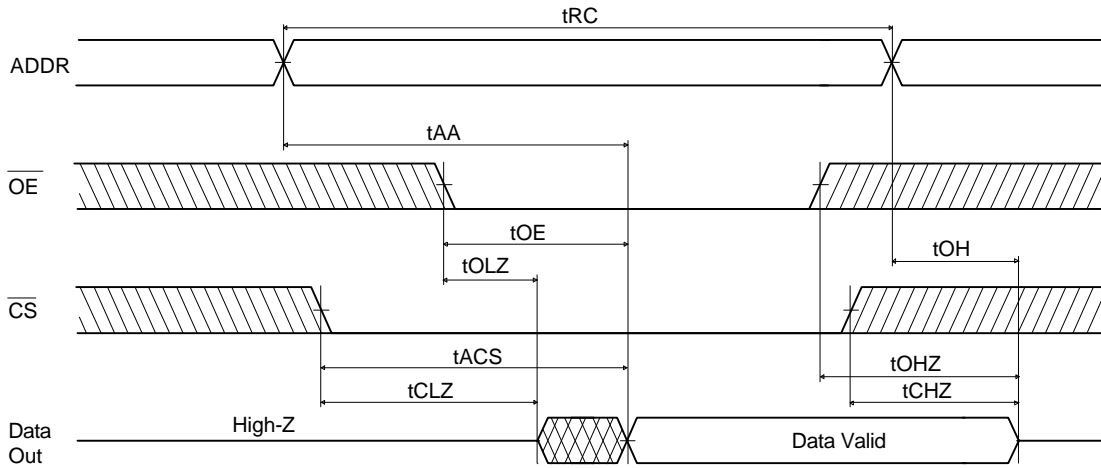 tRC
ADDR
tAA
OE
tOE
tOLZ
tOH
CS
tACS
tOHZ
tCLZ
tCHZ
High-Z
Data
Out
Data Valid